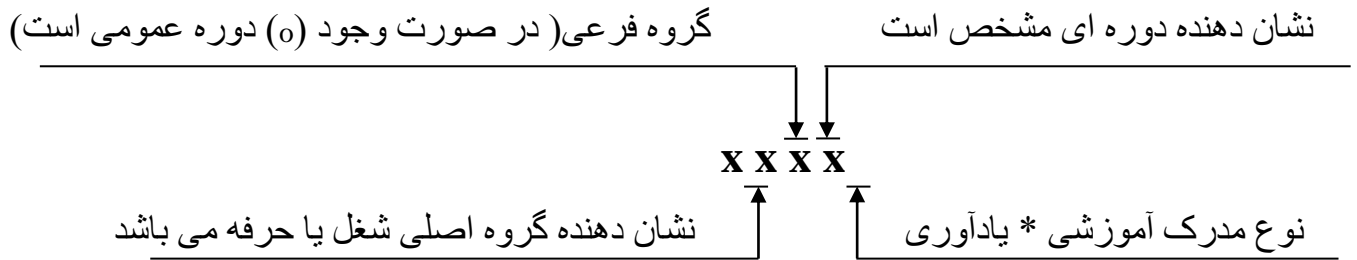 نشان دهنده دوره ای مشخص است
گروه فرعی( در صورت وجود (o) دوره عمومی است)
x x x x
نوع مدرک آموزشی * یادآوری
نشان دهنده گروه اصلی شغل یا حرفه می باشد